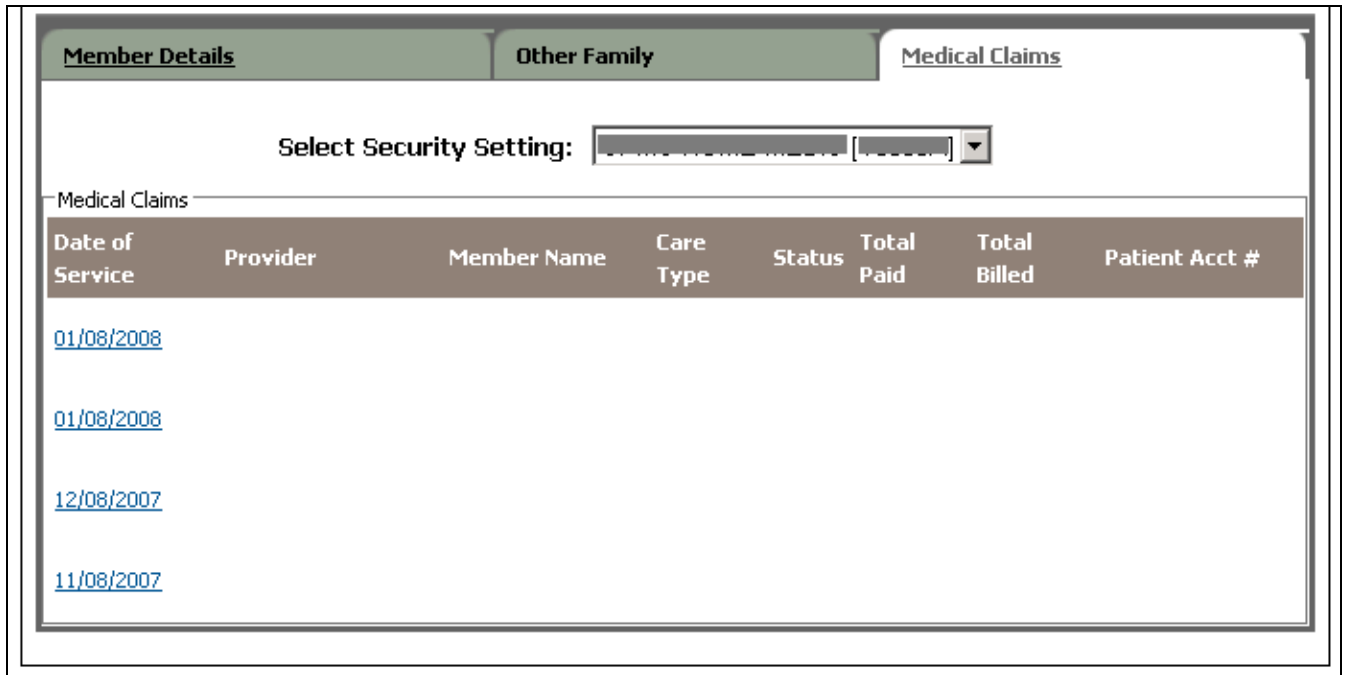 Member Details Other Family Medical Claims
Select Security Setting: [ ]
Medical Claims
Date of Service Provider Member Name Care Type Status Total Paid Total Billed Patient Acct #
01/08/2008
01/08/2008
12/08/2007
11/08/2007